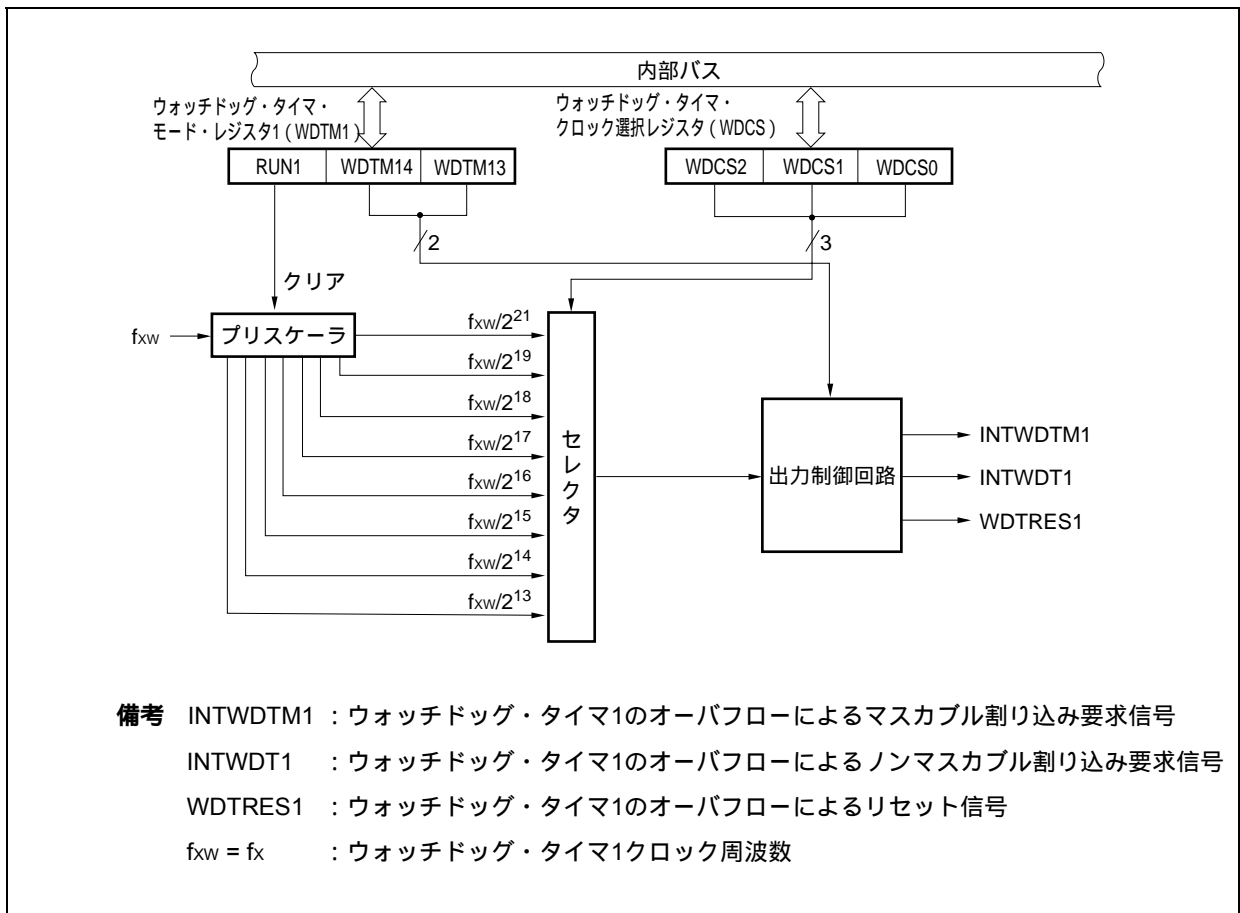 内部バス
ウォッチドッグ・タイマ・
モード・レジスタ1（WDTM1）
ウォッチドッグ・タイマ・
クロック選択レジスタ（WDCS）
RUN1 WDTM14 WDTM13
WDCS2 WDCS1 WDCS0
2
3
クリア
fXW
プリスケーラ
fXW/2^21
fXW/2^19
fXW/2^18
fXW/2^17
fXW/2^16
fXW/2^15
fXW/2^14
fXW/2^13
セレクタ
出力制御回路
INTWDTM1
INTWDT1
WDTRES1
備考 INTWDTM1：ウォッチドッグ・タイマ1のオーバフローによるマスカブル割り込み要求信号
INTWDT1：ウォッチドッグ・タイマ1のオーバフローによるノンマスカブル割り込み要求信号
WDTRES1：ウォッチドッグ・タイマ1のオーバフローによるリセット信号
fXW = fX：ウォッチドッグ・タイマ1クロック周波数